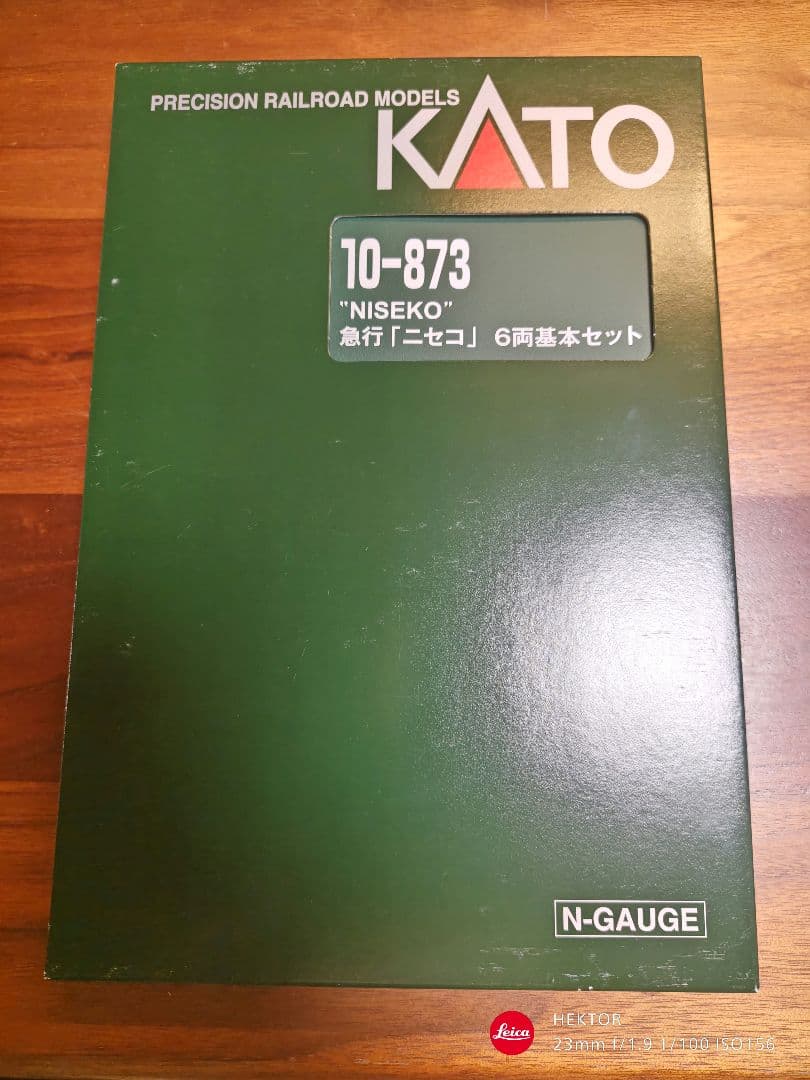 PRECISION RAILROAD MODELS
KATO
10-873
"NISEKO"
急行「ニセコ」 6両基本セット
N-GAUGE
Leica
HEKTOR
23mm f/1.9 1/100 ISO156